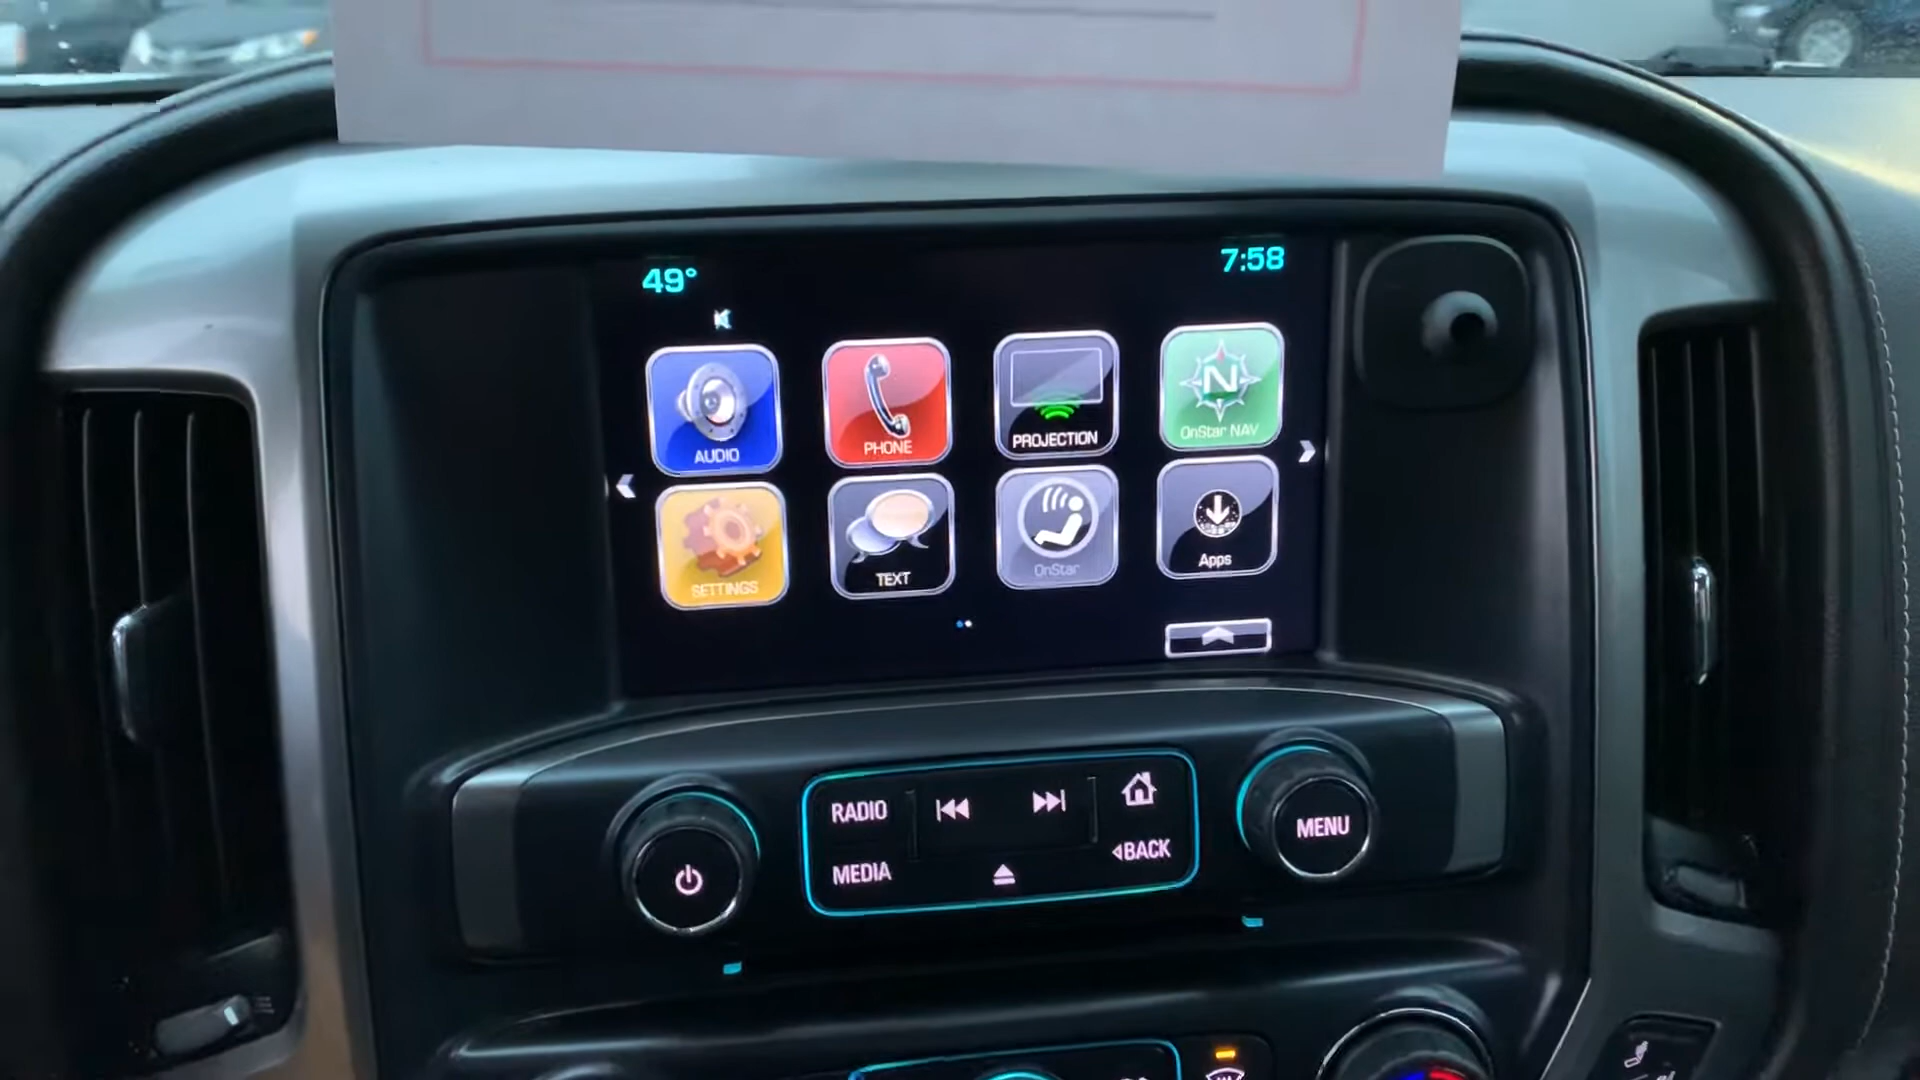 49°
7:58
AUDIO
PHONE
PROJECTION
N
OnStar NAV
SETTINGS
TEXT
OnStar
Apps
RADIO
MEDIA
BACK
MENU